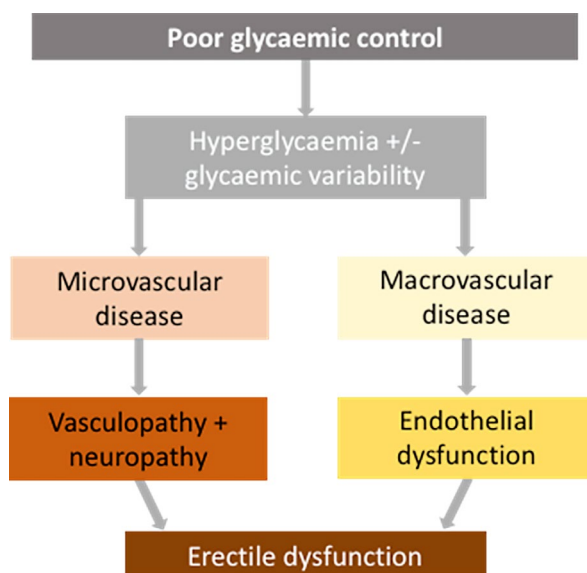 Poor glycaemic control
Hyperglycaemia +/-
glycaemic variability
Microvascular
disease
Macrovascular
disease
Vasculopathy +
neuropathy
Endothelial
dysfunction
Erectile dysfunction